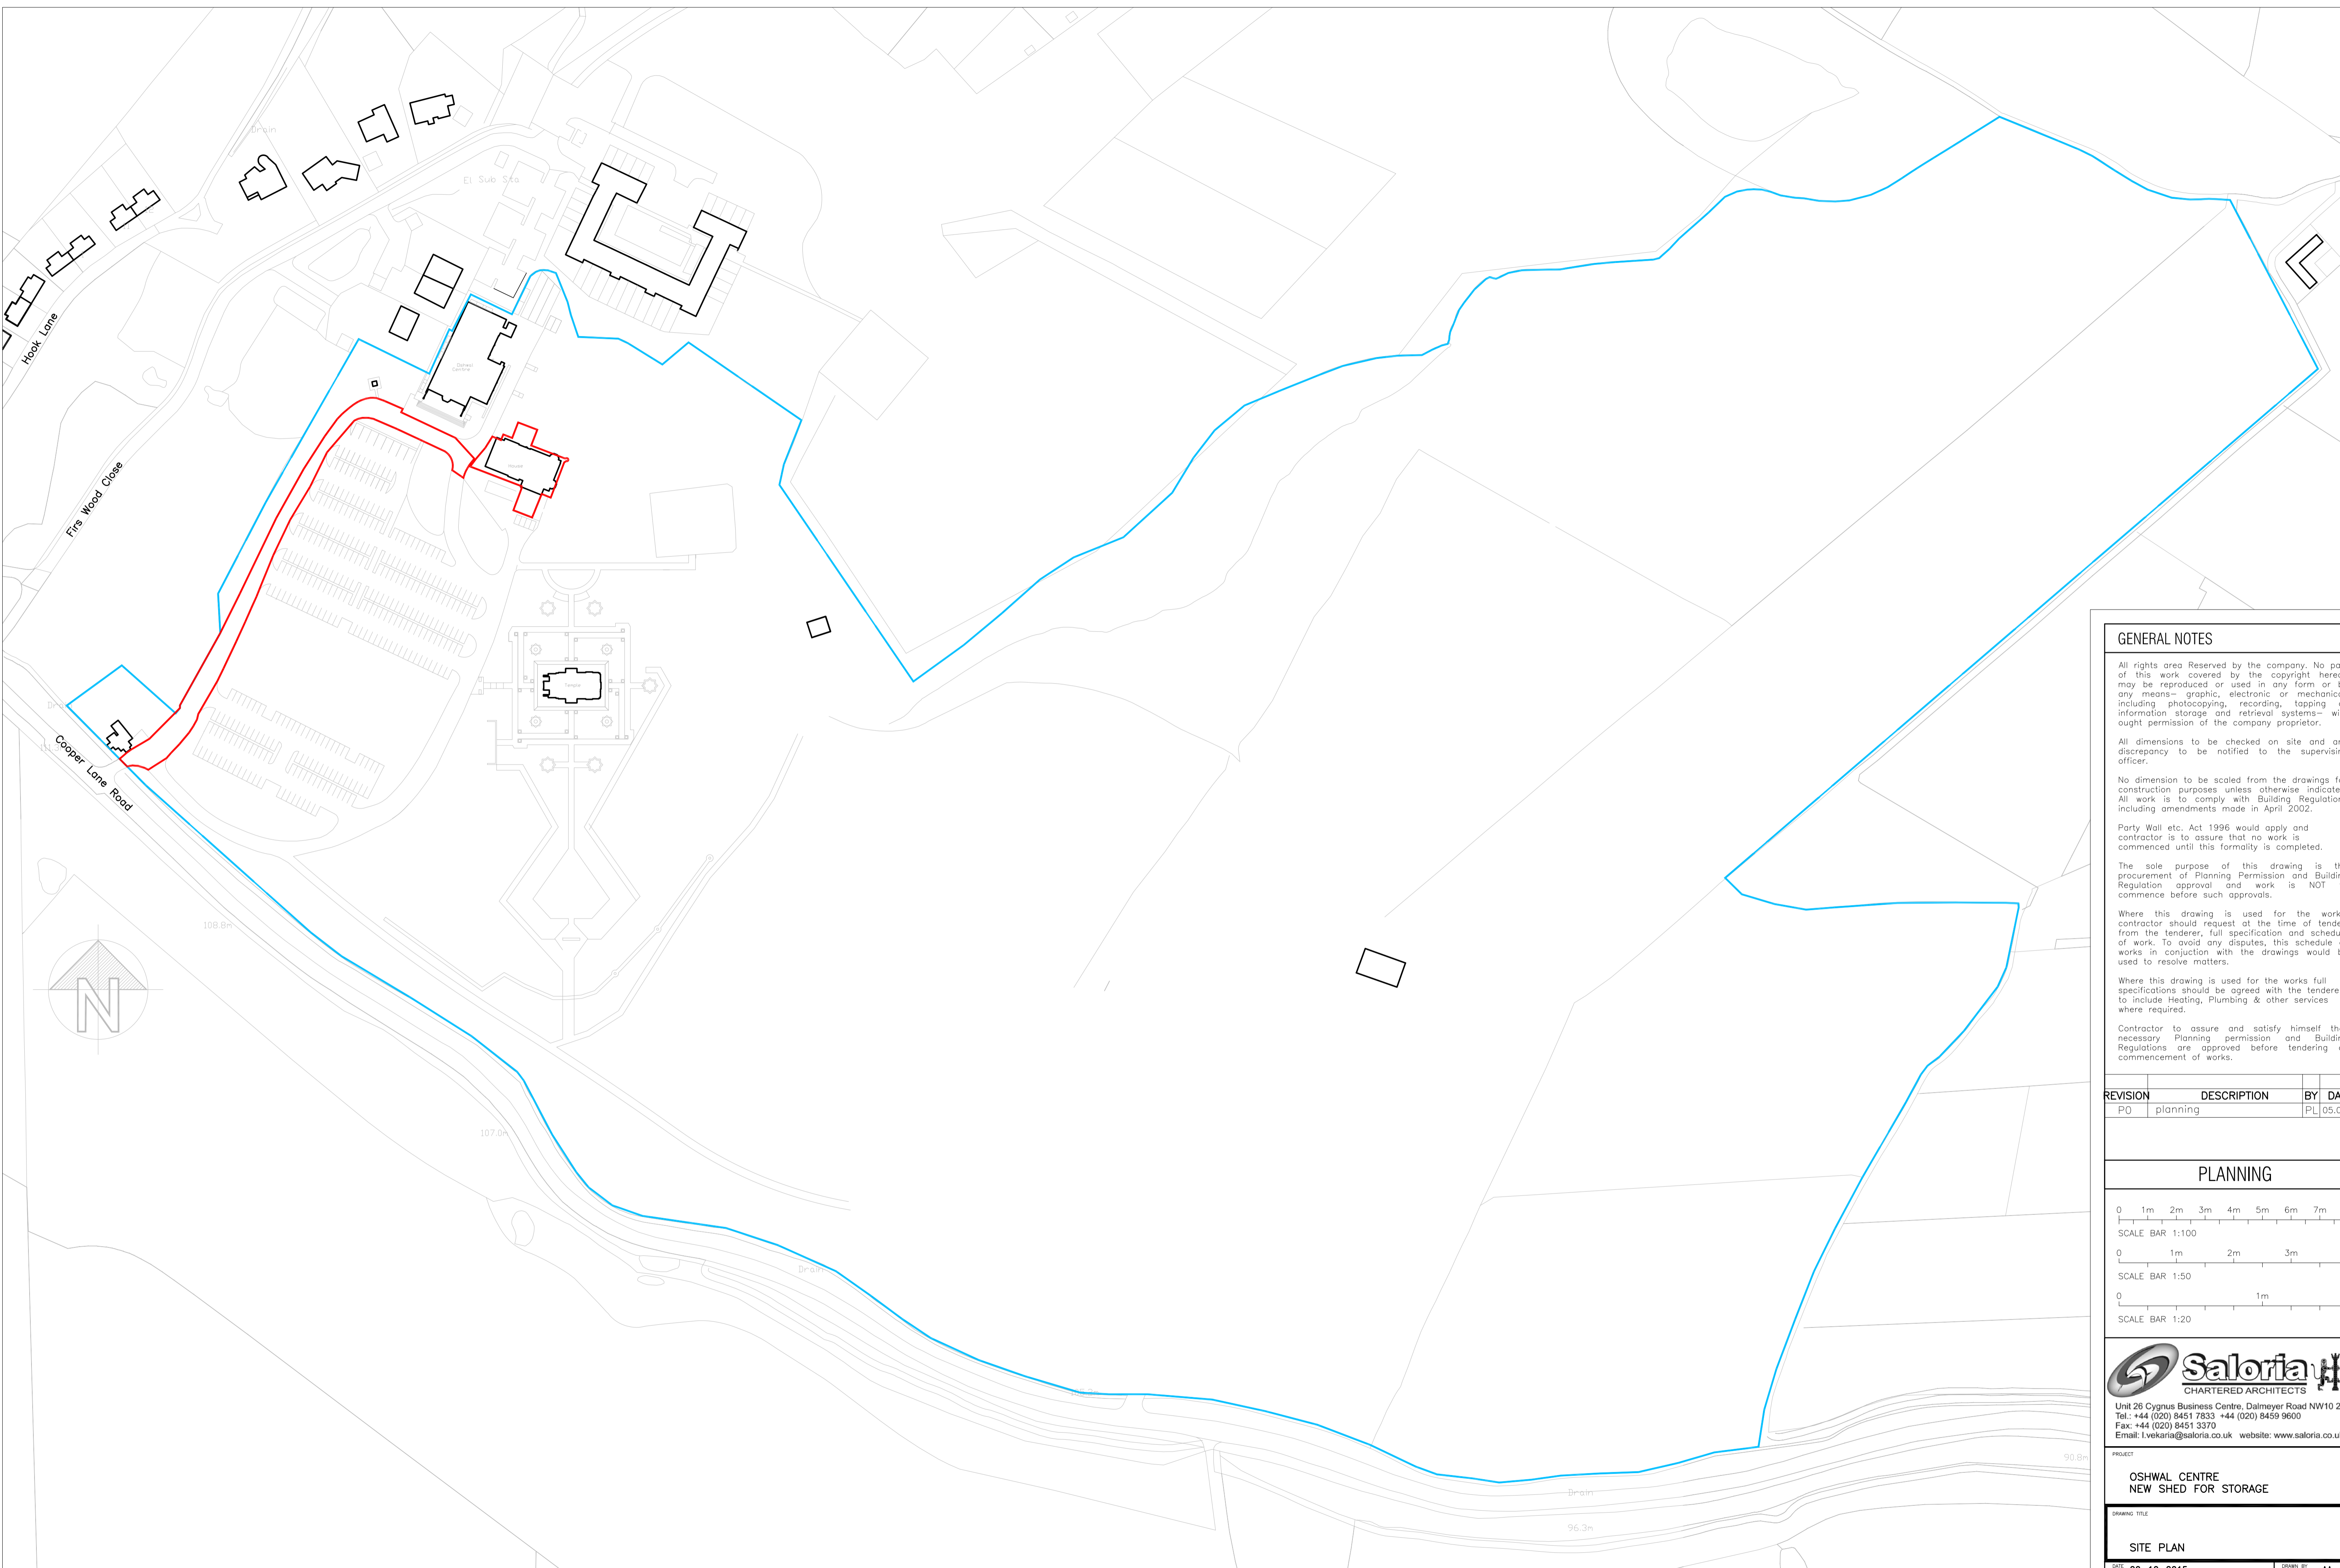 Drain
El Sub Sta
Hook Lane
Oshwal
Centre
Firs Wood Close
House
Temple
Cooper Lane Road
108.8m
N
107.0m
Drain
Drain
96.3m
90.8m
GENERAL NOTES
All rights area Reserved by the company. No
of this work covered by the copyright
may be reproduced or used in any form or
any means- graphic, electronic or
including photocopying, recording, tapping
information storage and retrieval systems-
ought permission of the company proprietor.
All dimensions to be checked on site and
discrepancy to be notified to the
officer.
No dimension to be scaled from the drawings
construction purposes unless otherwise
All work is to comply with Building
including amendments made in April 2002.
Party Wall etc. Act 1996 would apply and
contractor is to assure that no work is
commenced until this formality is completed.
The sole purpose of this drawing is
procurement of Planning Permission and
Regulation approval and work is NOT
commence before such approvals.
Where this drawing is used for the
contractor should request at the time of
from the tenderer, full specification and
of work. To avoid any disputes, this schedule
works in conjuction with the drawings would
used to resolve matters.
Where this drawing is used for the works full
specifications should be agreed with the
to include Heating, Plumbing & other services
where required.
Contractor to assure and satisfy himself
necessary Planning permission and
Regulations are approved before tendering
commencement of works.
REVISION DESCRIPTION BY
PO planning PL
PLANNING
0 1m 2m 3m 4m 5m 6m 7m
SCALE BAR 1:100
0 1m 2m 3m
SCALE BAR 1:50
0 1m
SCALE BAR 1:20
Saloria
CHARTERED ARCHITECTS
Unit 26 Cygnus Business Centre, Dalmeyer Road NW10
Tel.: +44 (020) 8451 7833 +44 (020) 8459 9600
Fax: +44 (020) 8451 3370
Email: l.vekaria@saloria.co.uk website: www.saloria.co.uk
PROJECT
OSHWAL CENTRE
NEW SHED FOR STORAGE
DRAWING TITLE
SITE PLAN
DATE DRAWN BY